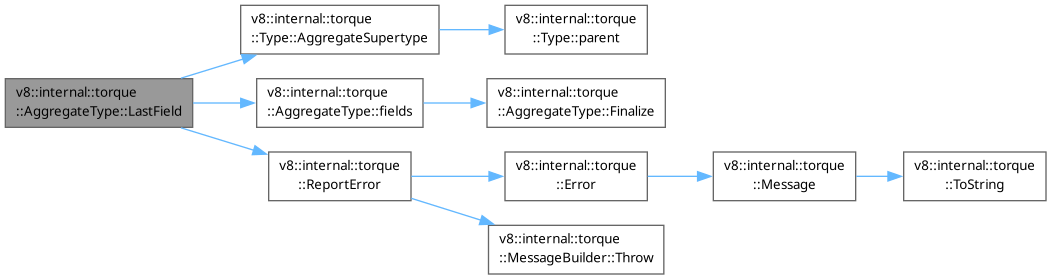 v8::internal::torque
::AggregateType::LastField
v8::internal::torque
::Type::AggregateSupertype
v8::internal::torque
::Type::parent
v8::internal::torque
::AggregateType::fields
v8::internal::torque
::AggregateType::Finalize
v8::internal::torque
::ReportError
v8::internal::torque
::Error
v8::internal::torque
::Message
v8::internal::torque
::ToString
v8::internal::torque
::MessageBuilder::Throw